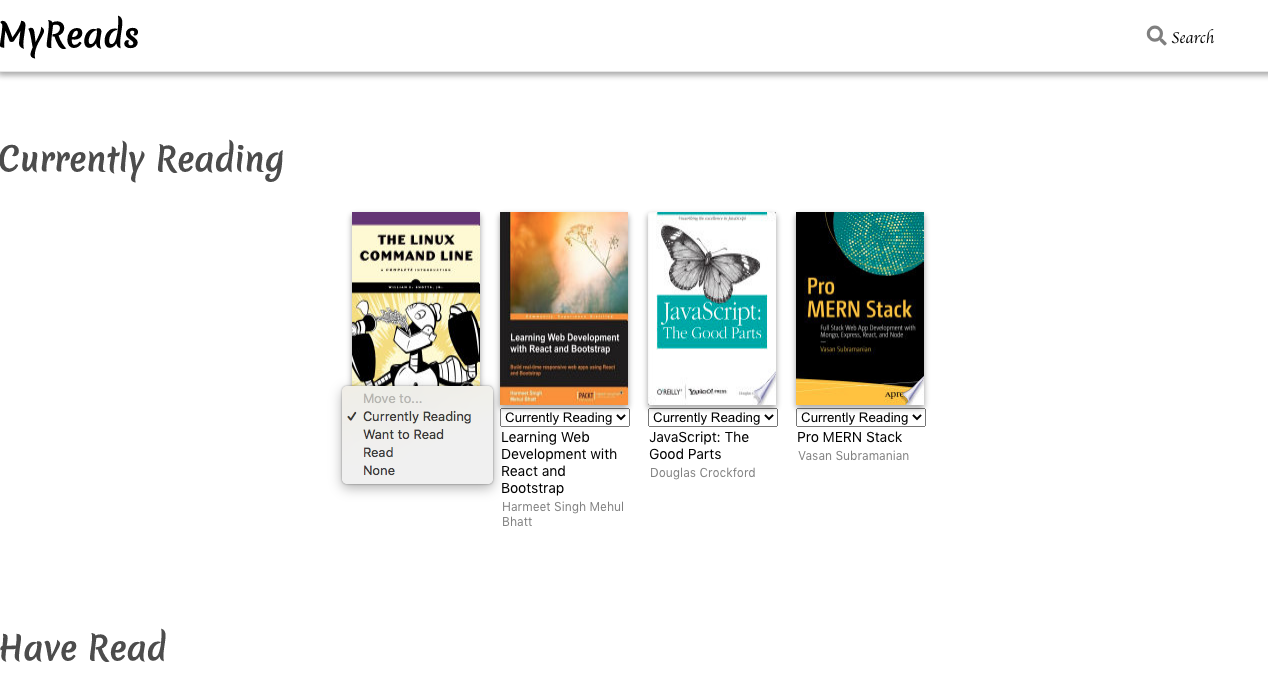 MyReads
Search
Currently Reading
THE LINUX
COMMAND LINE
A COMPLETE INTRODUCTION
WILLIAM E. SHOTTS, JR.
Move to...
Currently Reading
Want to Read
Read
None
Learning Web Development
with React and Bootstrap
Build real-time responsive web apps using React
and Bootstrap
Harmeet Singh
Mehul Bhatt
PACKT
Currently Reading
Learning Web
Development with
React and
Bootstrap
Harmeet Singh Mehul
Bhatt
Unearthing the Excellence in JavaScript
JavaScript:
The Good Parts
O'REILLY
YAHOO! PRESS
Currently Reading
JavaScript: The
Good Parts
Douglas Crockford
Pro
MERN Stack
Full Stack Web App Development with
Mongo, Express, React, and Node
Vasan Subramanian
Currently Reading
Pro MERN Stack
Vasan Subramanian
Have Read